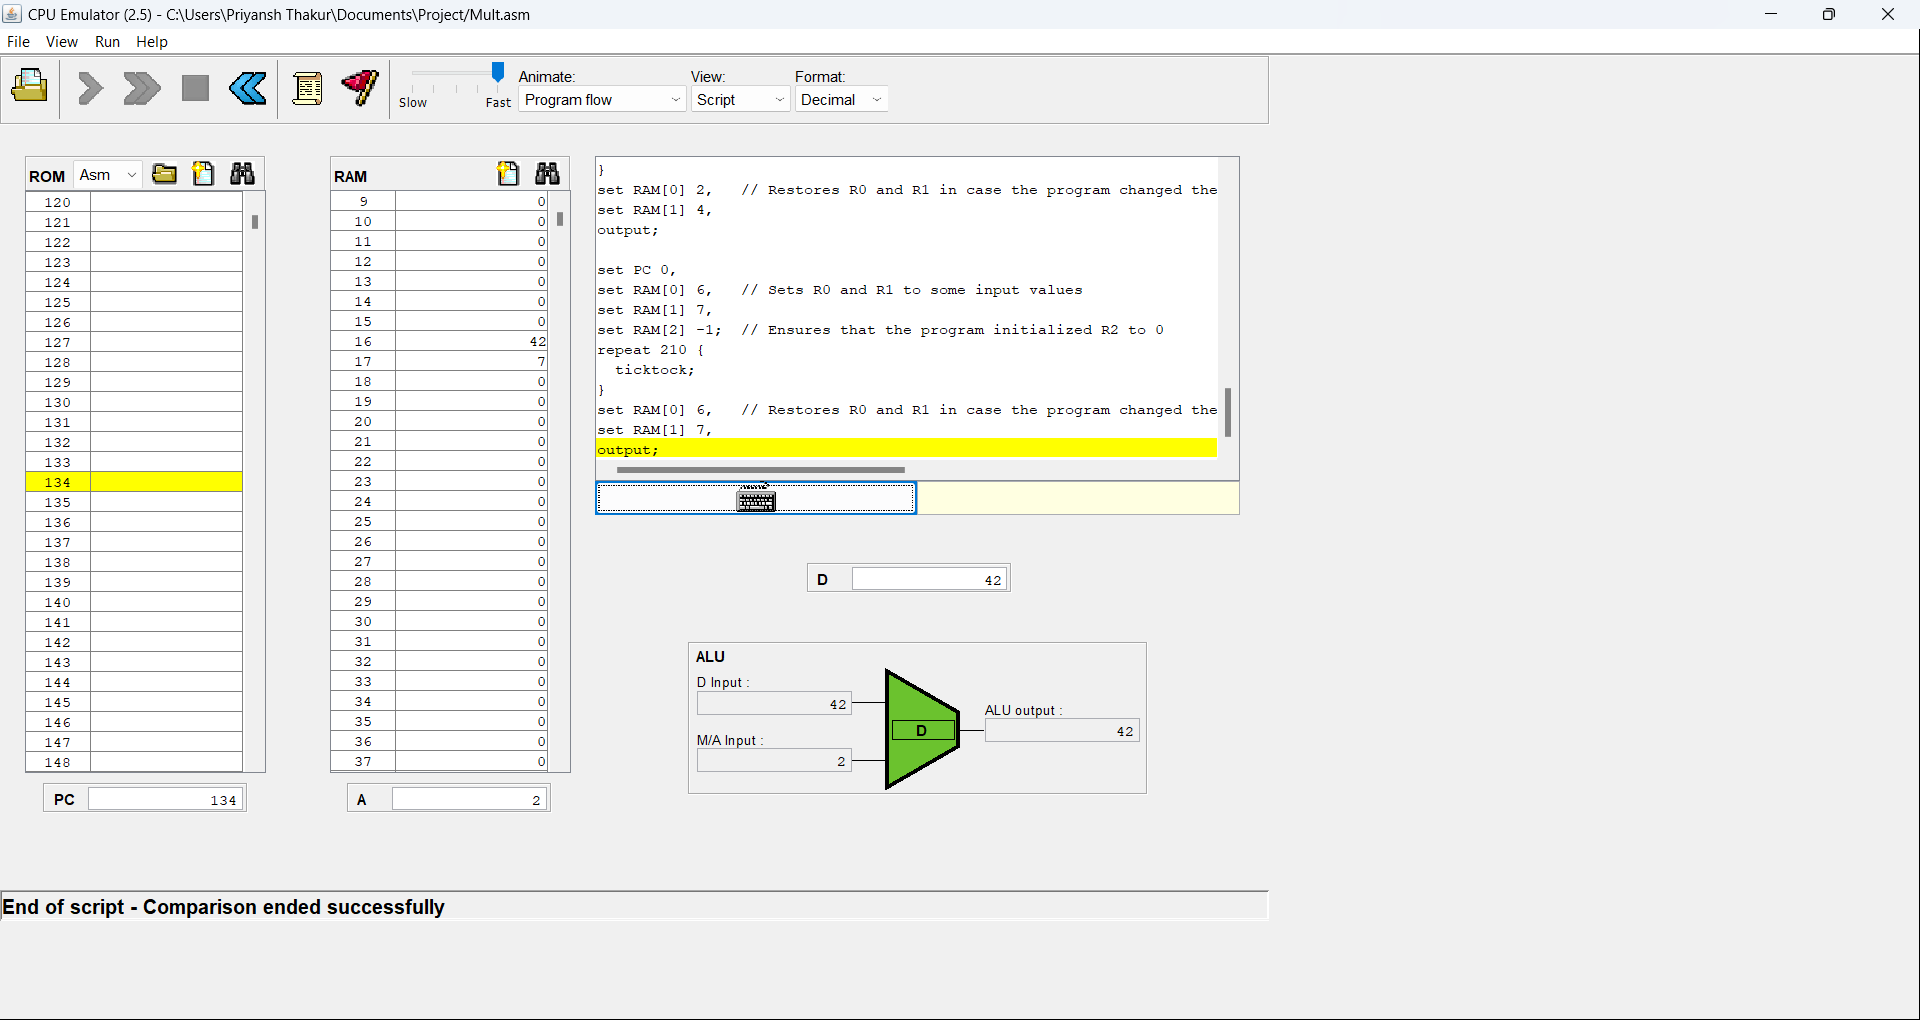 CPU Emulator (2.5) - C:\Users\Priyansh Thakur\Documents\Project/Mult.asm
File View Run Help
Slow Fast
Animate:
Program flow
View:
Script
Format:
Decimal
ROM Asm
120
121
122
123
124
125
126
127
128
129
130
131
132
133
134
135
136
137
138
139
140
141
142
143
144
145
146
147
148
PC 134
RAM
9 0
10 0
11 0
12 0
13 0
14 0
15 0
16 42
17 7
18 0
19 0
20 0
21 0
22 0
23 0
24 0
25 0
26 0
27 0
28 0
29 0
30 0
31 0
32 0
33 0
34 0
35 0
36 0
37 0
A 2
}
set RAM[0] 2,   // Restores R0 and R1 in case the program changed the
set RAM[1] 4,
output;
set PC 0,
set RAM[0] 6,   // Sets R0 and R1 to some input values
set RAM[1] 7,
set RAM[2] -1;  // Ensures that the program initialized R2 to 0
repeat 210 {
  ticktock;
}
set RAM[0] 6,   // Restores R0 and R1 in case the program changed the
set RAM[1] 7,
output;
D 42
ALU
D Input :
42
M/A Input :
2
D
ALU output :
42
End of script - Comparison ended successfully